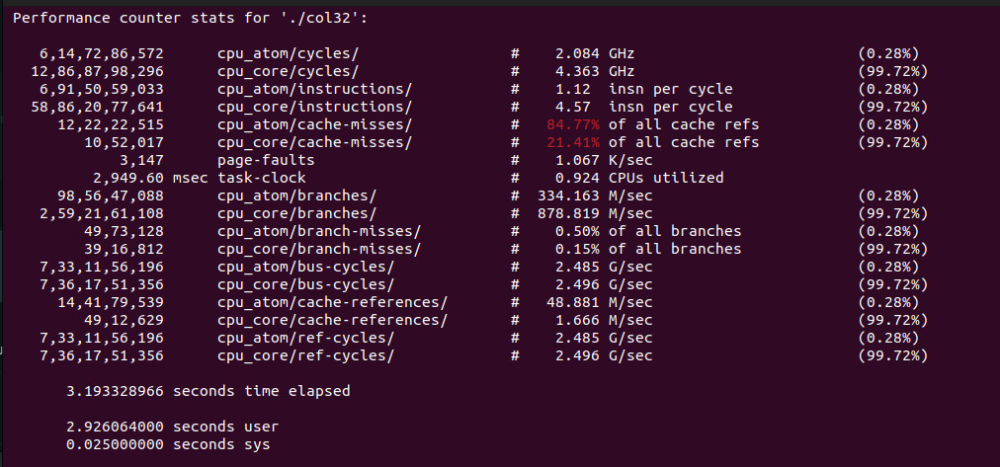 Performance counter stats for './col32':
6,14,72,86,572 cpu_atom/cycles/ # 2.084 GHz (0.28%)
12,86,87,98,296 cpu_core/cycles/ # 4.363 GHz (99.72%)
6,91,50,59,033 cpu_atom/instructions/ # 1.12 insn per cycle (0.28%)
58,86,20,77,641 cpu_core/instructions/ # 4.57 insn per cycle (99.72%)
12,22,22,515 cpu_atom/cache-misses/ # 84.77% of all cache refs (0.28%)
10,52,017 cpu_core/cache-misses/ # 21.41% of all cache refs (99.72%)
3,147 page-faults # 1.067 K/sec
2,949.60 msec task-clock # 0.924 CPUs utilized
98,56,47,088 cpu_atom/branches/ # 334.163 M/sec (0.28%)
2,59,21,61,108 cpu_core/branches/ # 878.819 M/sec (99.72%)
49,73,128 cpu_atom/branch-misses/ # 0.50% of all branches (0.28%)
39,16,812 cpu_core/branch-misses/ # 0.15% of all branches (99.72%)
7,33,11,56,196 cpu_atom/bus-cycles/ # 2.485 G/sec (0.28%)
7,36,17,51,356 cpu_core/bus-cycles/ # 2.496 G/sec (99.72%)
14,41,79,539 cpu_atom/cache-references/ # 48.881 M/sec (0.28%)
49,12,629 cpu_core/cache-references/ # 1.666 M/sec (99.72%)
7,33,11,56,196 cpu_atom/ref-cycles/ # 2.485 G/sec (0.28%)
7,36,17,51,356 cpu_core/ref-cycles/ # 2.496 G/sec (99.72%)
3.193328966 seconds time elapsed
2.926064000 seconds user
0.025000000 seconds sys